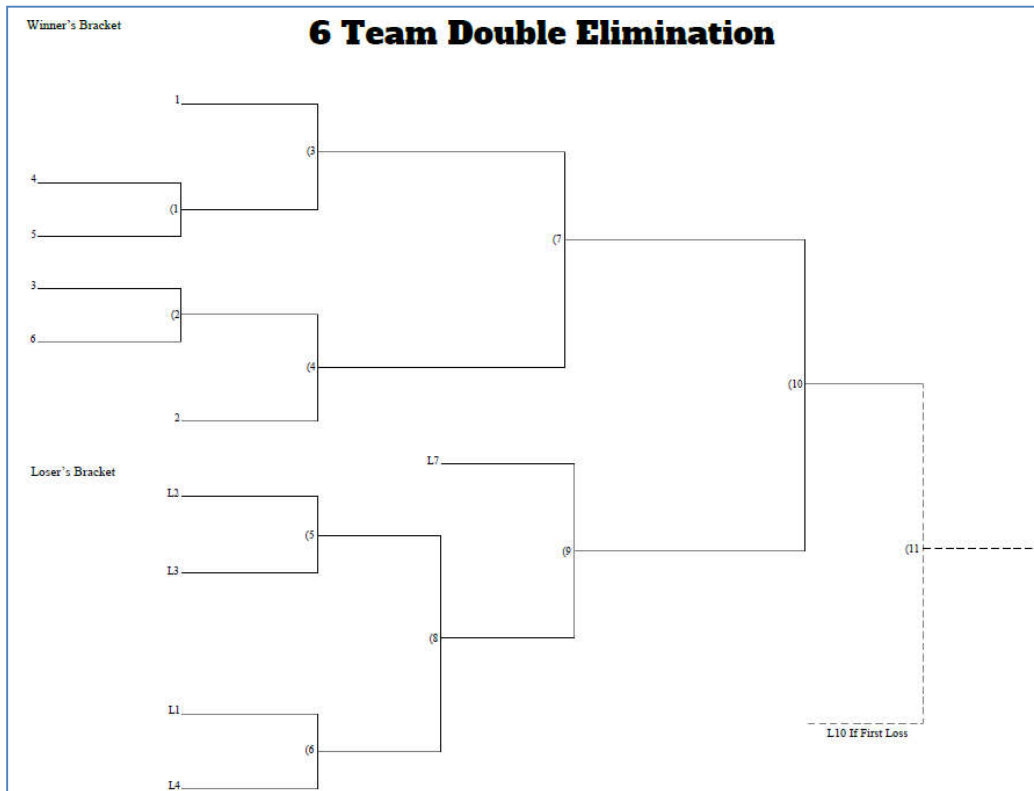 Winner's Bracket
6 Team Double Elimination
1
(3
4
(1
5
(7
3
(2
6
(4
(10
2
L7
Loser's Bracket
L2
(5
(9
(11
L3
(8
L1
L10 If First Loss
(6
L4